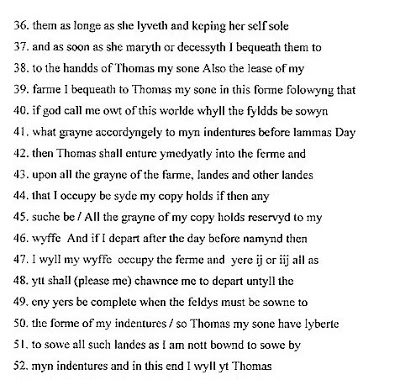 36. them as longe as she lyveth and keping her self sole
37. and as soon as she maryth or decessyth I bequeath them to
38. to the handds of Thomas my sone Also the lease of my
39. farme I bequeath to Thomas my sone in this forme folowyng that
40. if god call me owt of this worlde whyll the fyldds be sowyn
41. what grayne accordyngely to myn indentures before lammas Day
42. then Thomas shall enture ymedyatly into the ferme and
43. upon all the grayne of the farme, landes and other landes
44. that I occupy be syde my copy holds if then any
45. suche be / All the grayne of my copy holds reservyd to my
46. wyffe And if I depart after the day before namynd then
47. I wyll my wyffe occupy the ferme and yere ij or iij all as
48. ytt shall (please me) chawnce me to depart untyll the
49. eny yers be complete when the feldys must be sowne to
50. the forme of my indentures / so Thomas my sone have lyberte
51. to sowe all such landes as I am nott bownd to sowe by
52. myn indentures and in this end I wyll yt Thomas